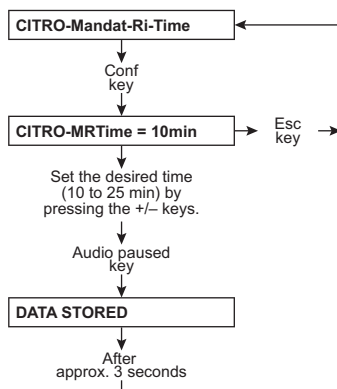 CITRO-Mandat-Ri-Time
Conf
key
CITRO-MRTime = 10min
Esc
key
Set the desired time
(10 to 25 min) by
pressing the +/– keys.
Audio paused
key
DATA STORED
After
approx. 3 seconds